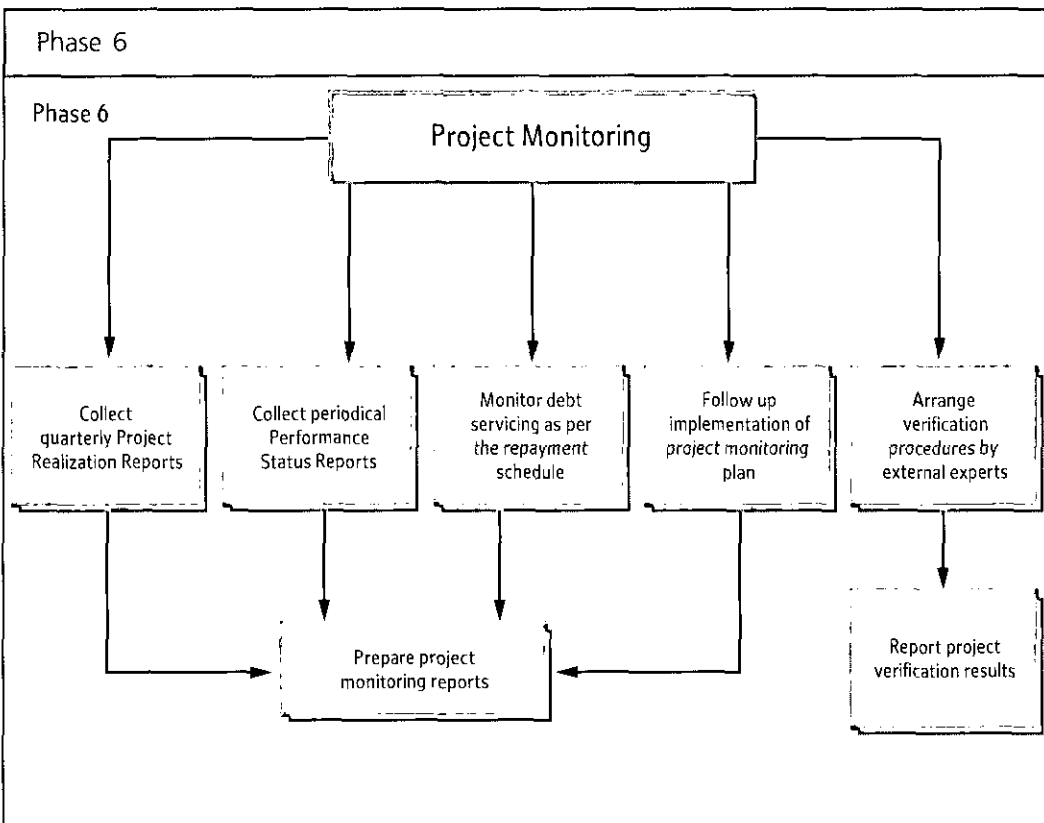 Phase 6
Phase 6
Project Monitoring
Collect
quarterly Project
Realization Reports
Collect periodical
Performance
Status Reports
Monitor debt
servicing as per
the repayment
schedule
Follow up
implementation of
project monitoring
plan
Arrange
verification
procedures by
external experts
Prepare project
monitoring reports
Report project
verification results